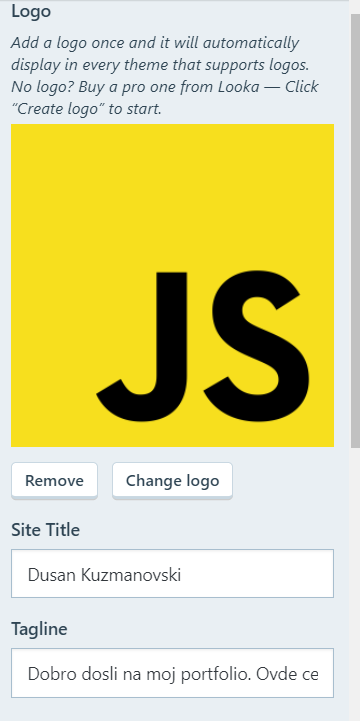 Logo
Add a logo once and it will automatically
display in every theme that supports logos.
No logo? Buy a pro one from Looka — Click
“Create logo” to start.
JS
Remove
Change logo
Site Title
Dusan Kuzmanovski
Tagline
Dobro dosli na moj portfolio. Ovde ce